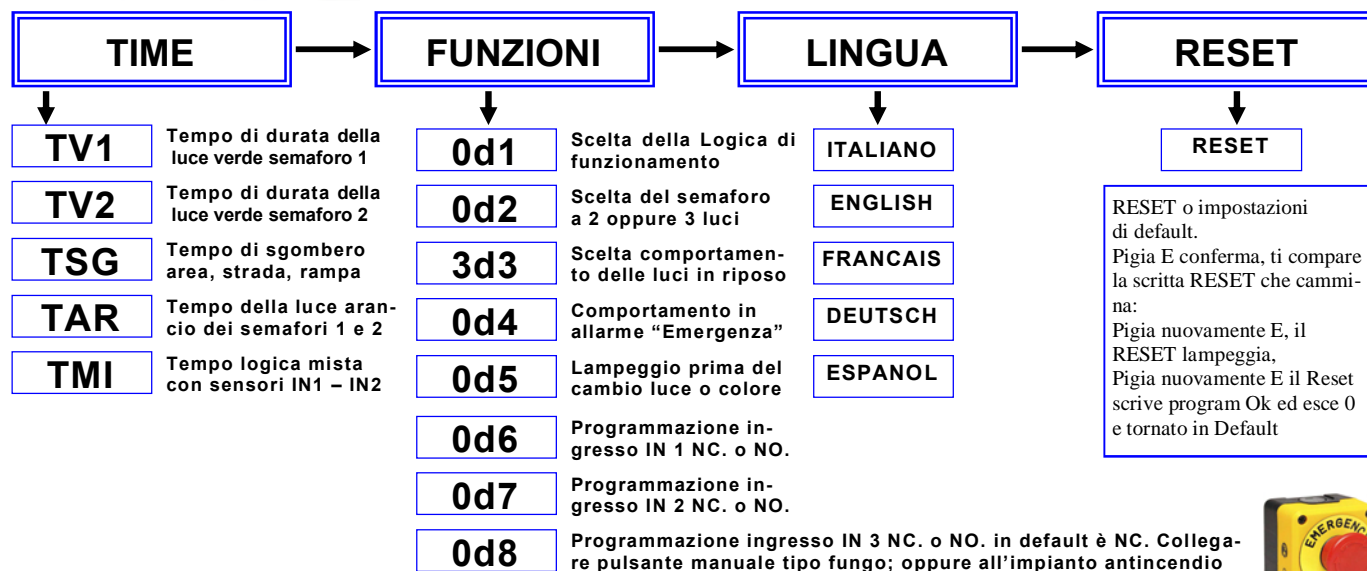 TIME
FUNZIONI
LINGUA
RESET
TV1
Tempo di durata della
luce verde semaforo 1
TV2
Tempo di durata della
luce verde semaforo 2
TSG
Tempo di sgombero
area, strada, rampa
TAR
Tempo della luce aran-
cio dei semafori 1 e 2
TMI
Tempo logica mista
con sensori IN1 – IN2
0d1
Scelta della Logica di
funzionamento
0d2
Scelta del semaforo
a 2 oppure 3 luci
3d3
Scelta comportamen-
to delle luci in riposo
0d4
Comportamento in
allarme “Emergenza”
0d5
Lampeggio prima del
cambio luce o colore
0d6
Programmazione in-
gresso IN 1 NC. o NO.
0d7
Programmazione in-
gresso IN 2 NC. o NO.
0d8
Programmazione ingresso IN 3 NC. o NO. in default è NC. Collega-
re pulsante manuale tipo fungo; oppure all’impianto antincendio
ITALIANO
ENGLISH
FRANCAIS
DEUTSCH
ESPANOL
RESET
RESET o impostazioni
di default.
Pigia E conferma, ti compare
la scritta RESET che cammi-
na:
Pigia nuovamente E, il
RESET lampeggia,
Pigia nuovamente E il Reset
scrive program Ok ed esce 0
e tornato in Default